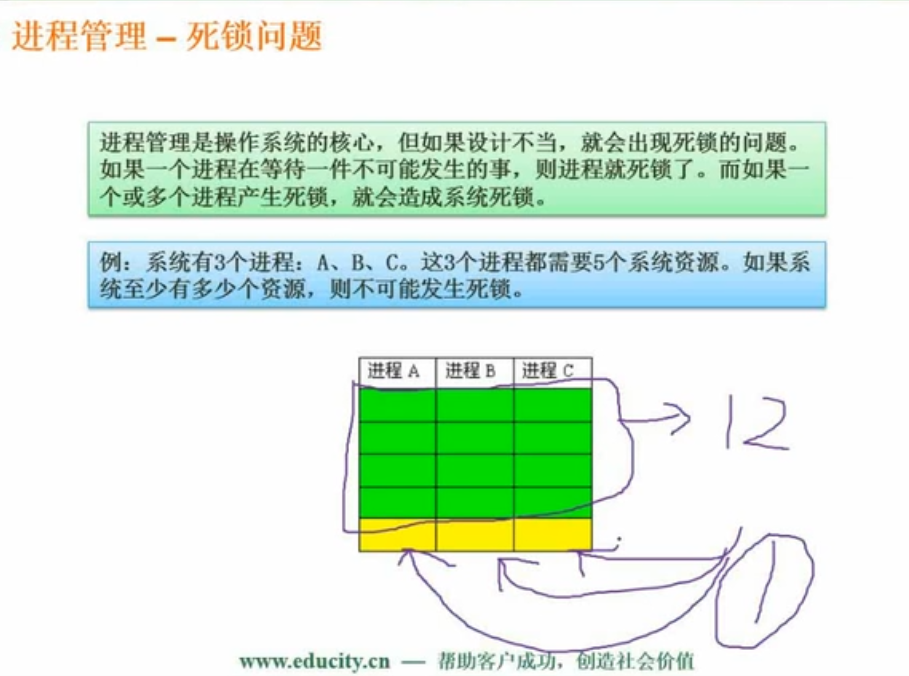 进程管理 – 死锁问题
进程管理是操作系统的核心，但如果设计不当，就会出现死锁的问题。
如果一个进程在等待一件不可能发生的事，则进程就死锁了。而如果一
个或多个进程产生死锁，就会造成系统死锁。
例：系统有3个进程：A、B、C。这3个进程都需要5个系统资源。如果系
统至少有多少个资源，则不可能发生死锁。
进程 A 进程 B 进程 C
12
1
www.educity.cn — 帮助客户成功，创造社会价值